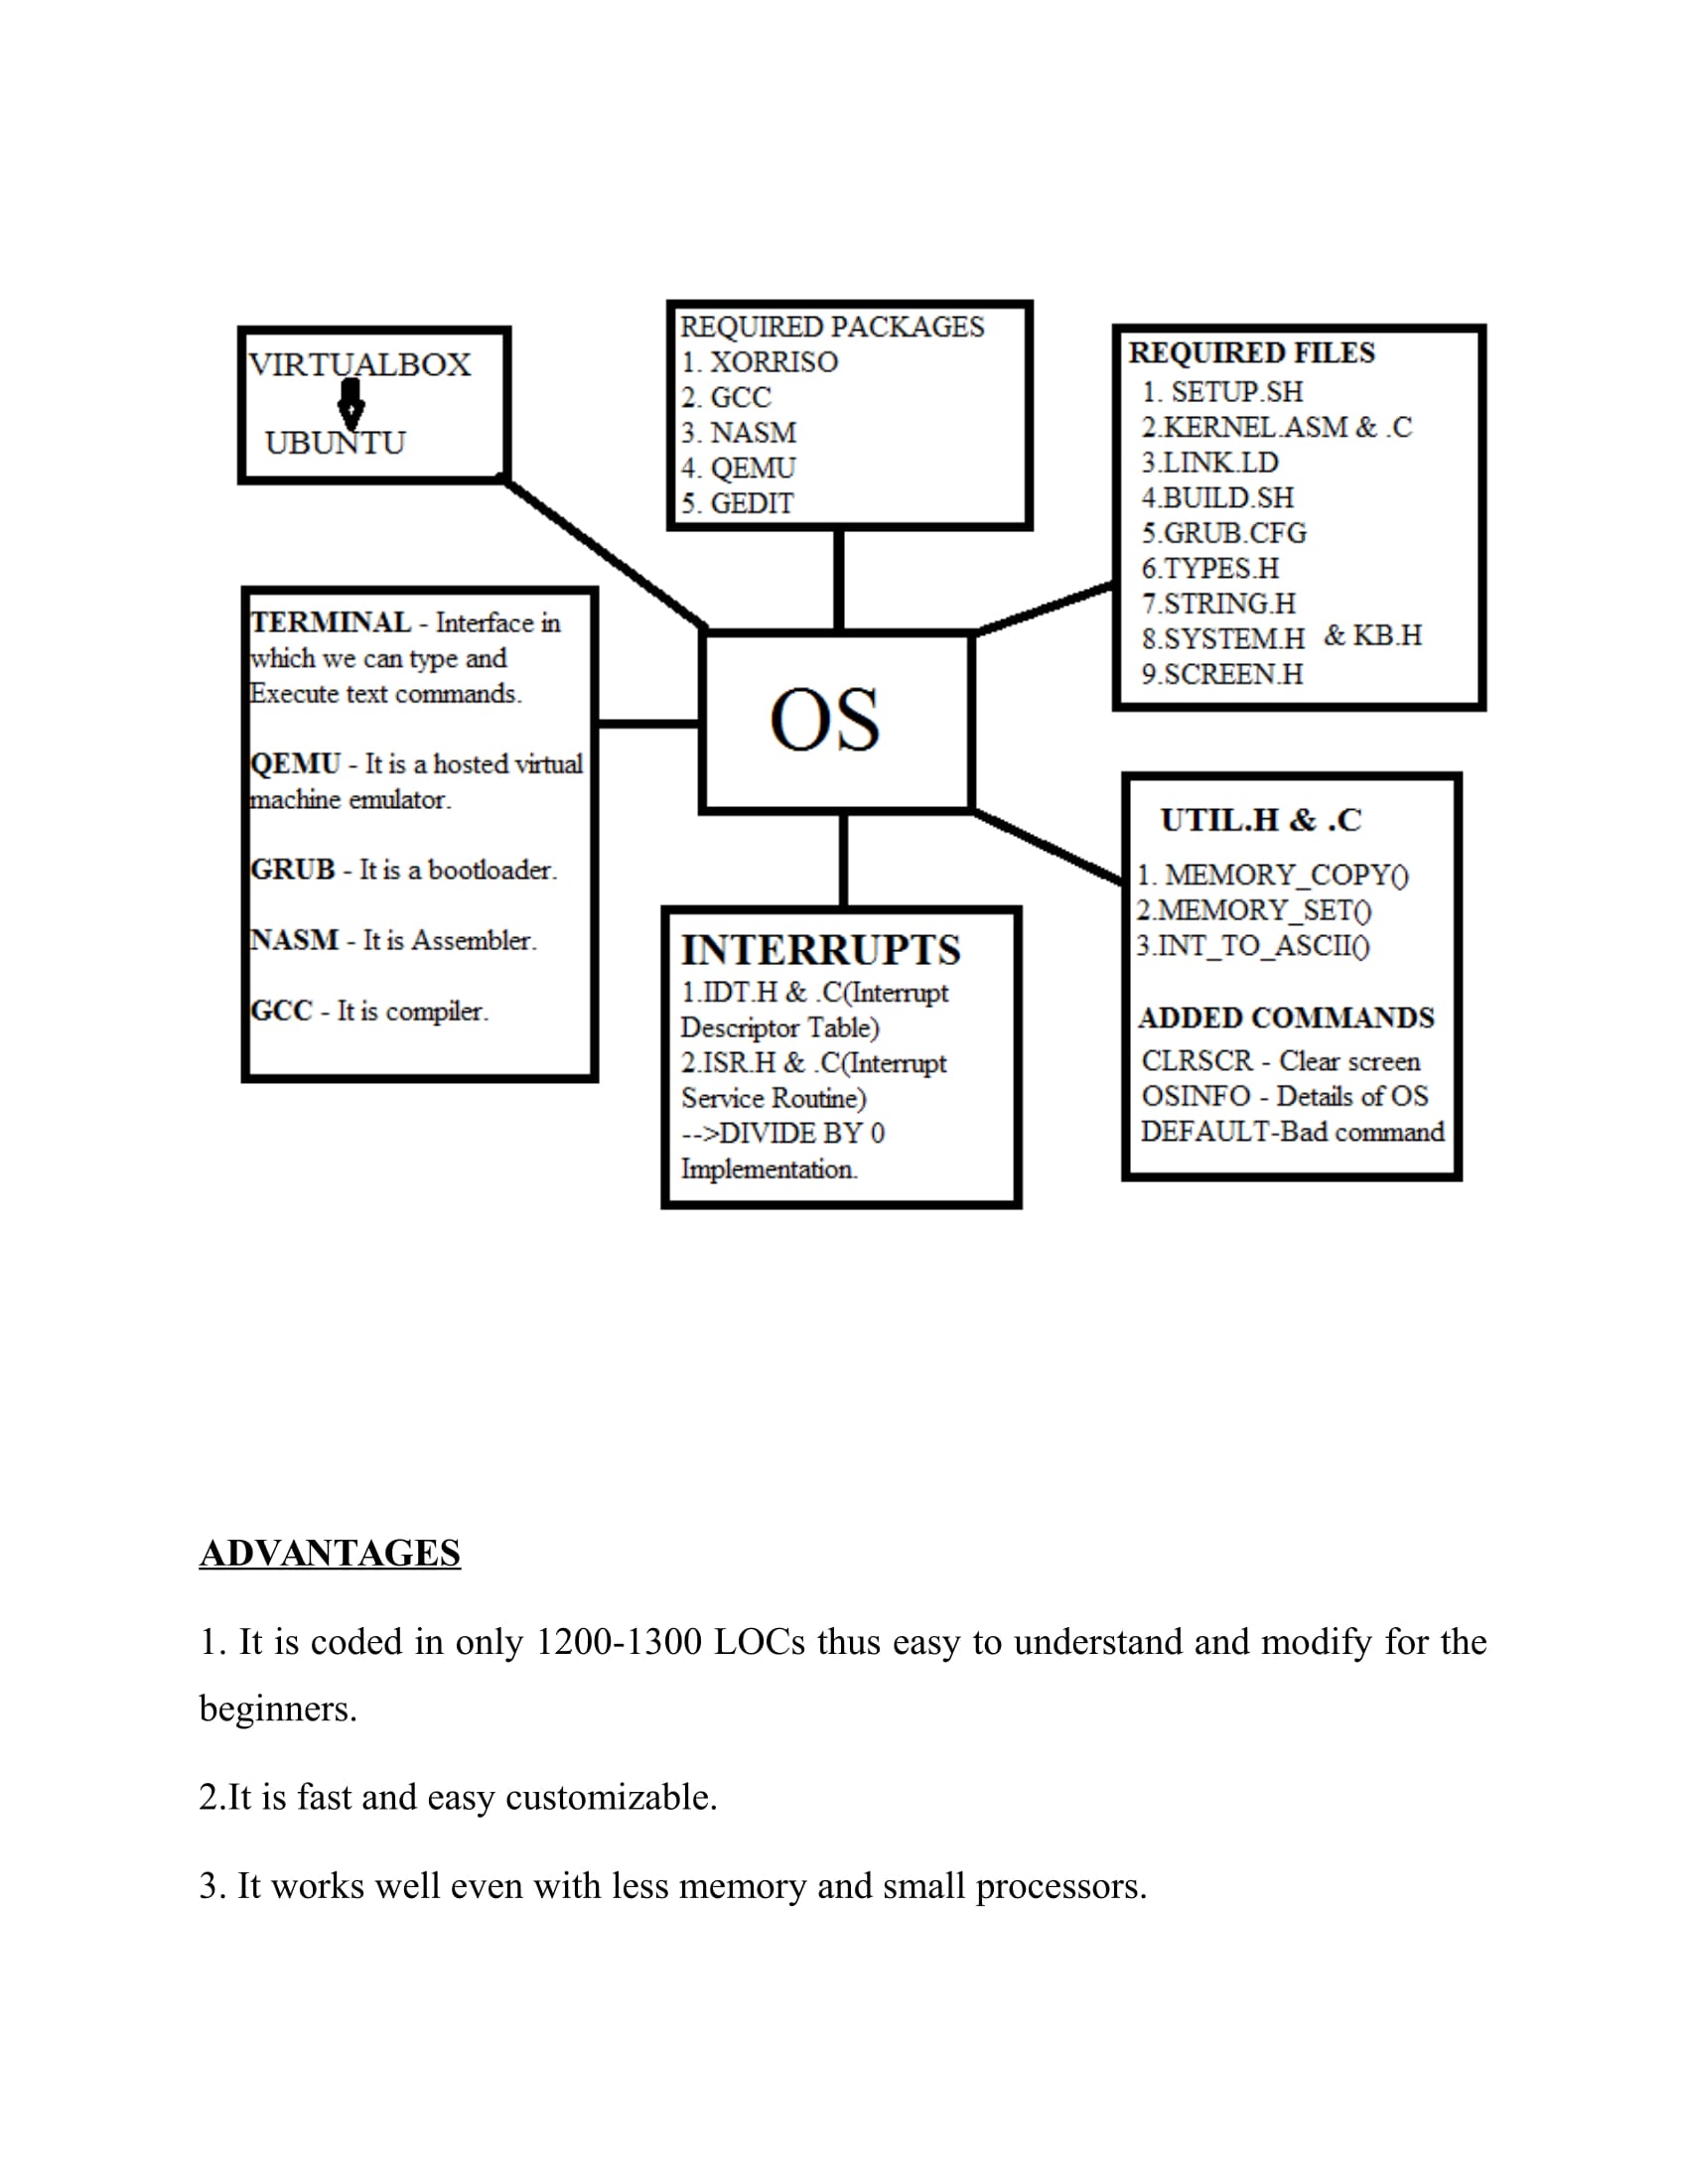 VIRTUALBOX
UBUNTU
REQUIRED PACKAGES
1. XORRISO
2. GCC
3. NASM
4. QEMU
5. GEDIT
REQUIRED FILES
1. SETUP.SH
2.KERNEL.ASM & .C
3.LINK.LD
4.BUILD.SH
5.GRUB.CFG
6.TYPES.H
7.STRING.H
8.SYSTEM.H & KB.H
9.SCREEN.H
TERMINAL - Interface in
which we can type and
Execute text commands.
QEMU - It is a hosted virtual
machine emulator.
GRUB - It is a bootloader.
NASM - It is Assembler.
GCC - It is compiler.
OS
INTERRUPTS
1.IDT.H & .C(Interrupt
Descriptor Table)
2.ISR.H & .C(Interrupt
Service Routine)
-->DIVIDE BY 0
Implementation.
UTIL.H & .C
1. MEMORY_COPY()
2.MEMORY_SET()
3.INT_TO_ASCII()
ADDED COMMANDS
CLRSCR - Clear screen
OSINFO - Details of OS
DEFAULT-Bad command
ADVANTAGES
1. It is coded in only 1200-1300 LOCs thus easy to understand and modify for the
beginners.
2.It is fast and easy customizable.
3. It works well even with less memory and small processors.